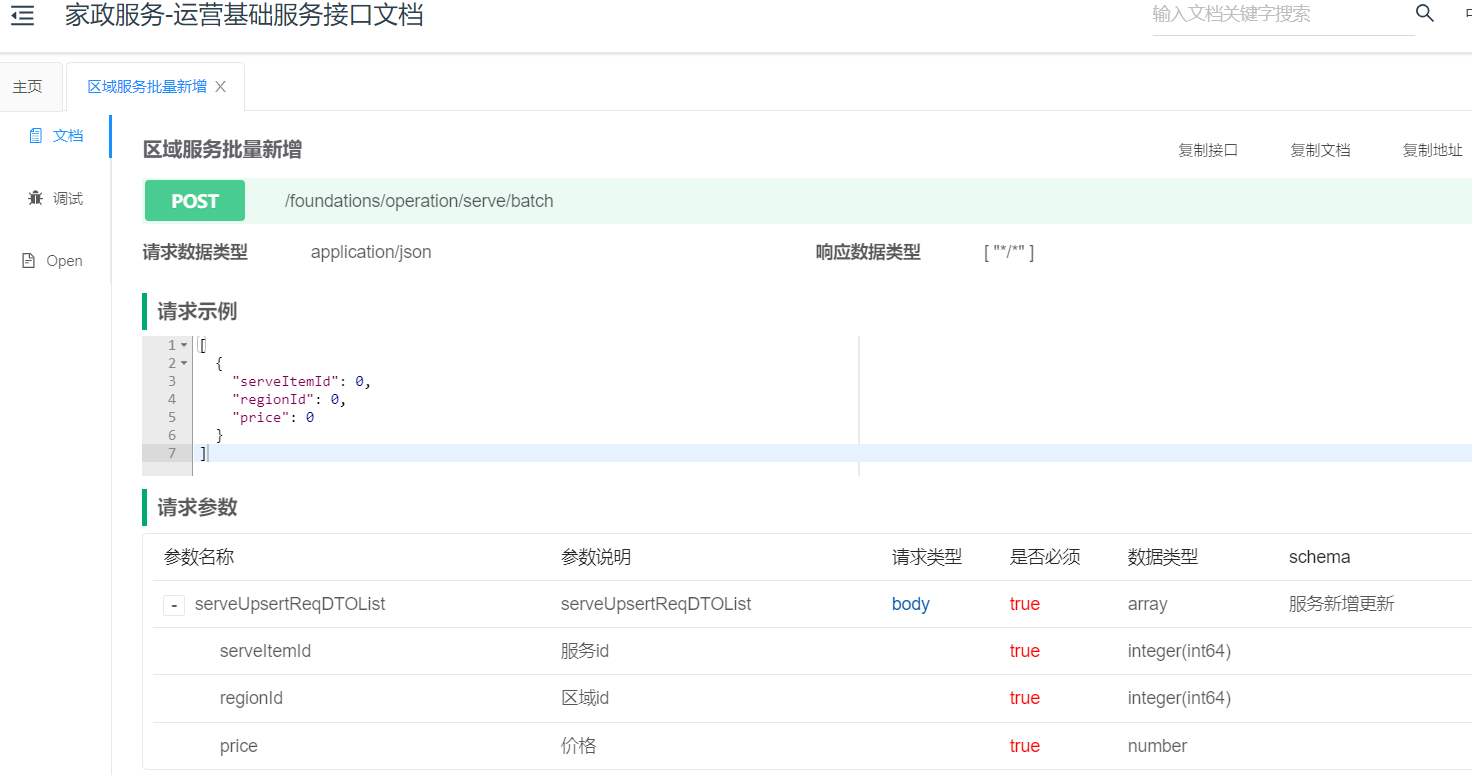 家政服务-运营基础服务接口文档
输入文档关键字搜索
主页
区域服务批量新增
文档
调试
Open
区域服务批量新增
复制接口 复制文档 复制地址
POST /foundations/operation/serve/batch
请求数据类型 application/json 响应数据类型 [ "*/*" ]
请求示例
1 [
2 {
3 "serveItemId": 0,
4 "regionId": 0,
5 "price": 0
6 }
7 ]
请求参数
参数名称 参数说明 请求类型 是否必须 数据类型 schema
- serveUpsertReqDTOList serveUpsertReqDTOList body true array 服务新增更新
serveItemId 服务id true integer(int64)
regionId 区域id true integer(int64)
price 价格 true number